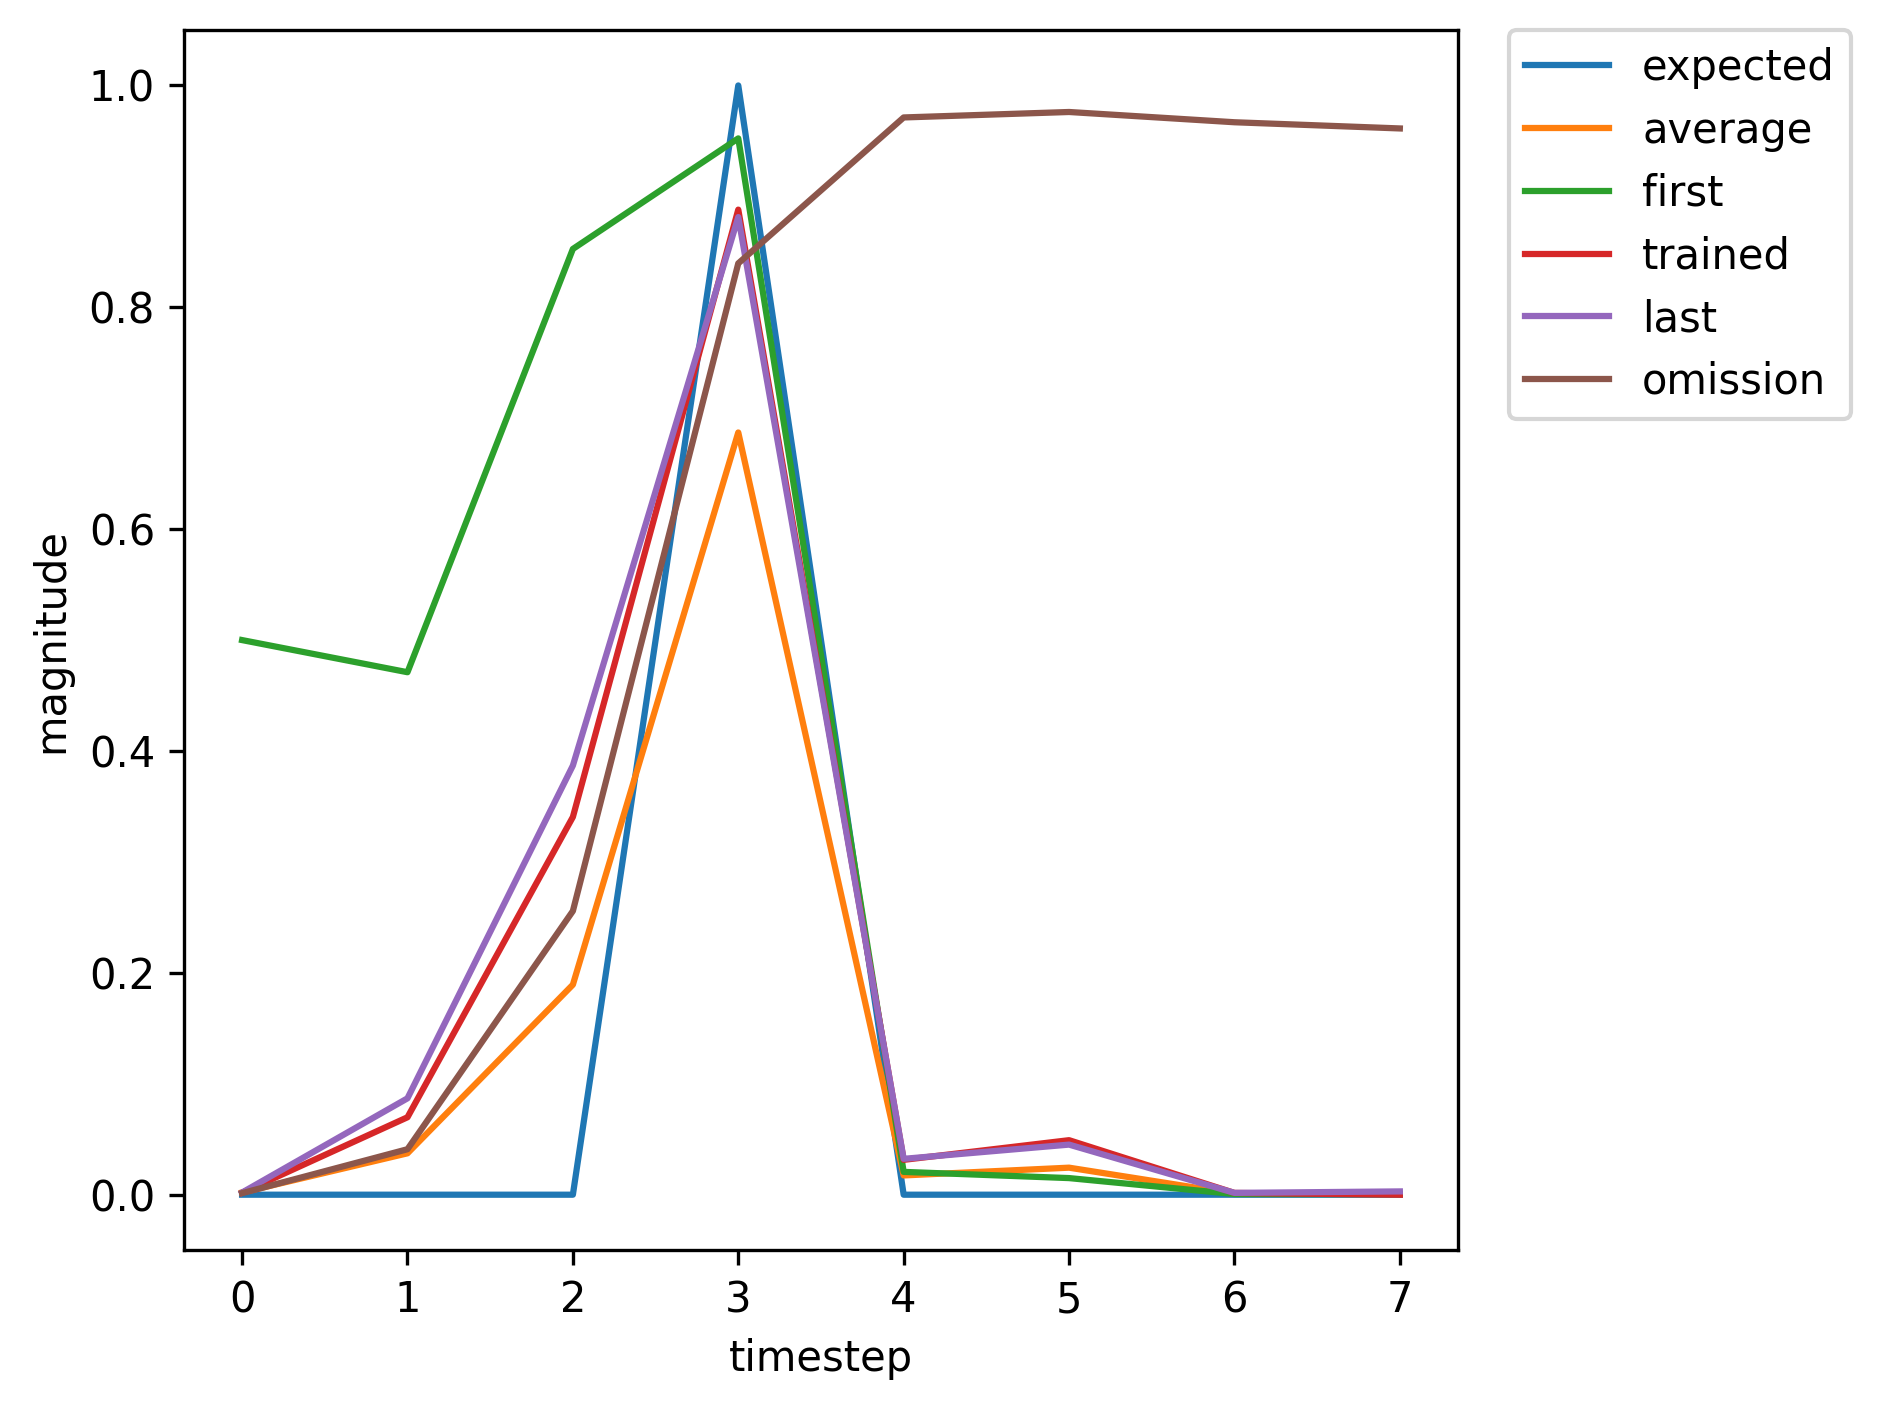 1.0
0.8
0.6
0.4
0.2
0.0
magnitude
0 1 2 3 4 5 6 7
timestep
expected
average
first
trained
last
omission